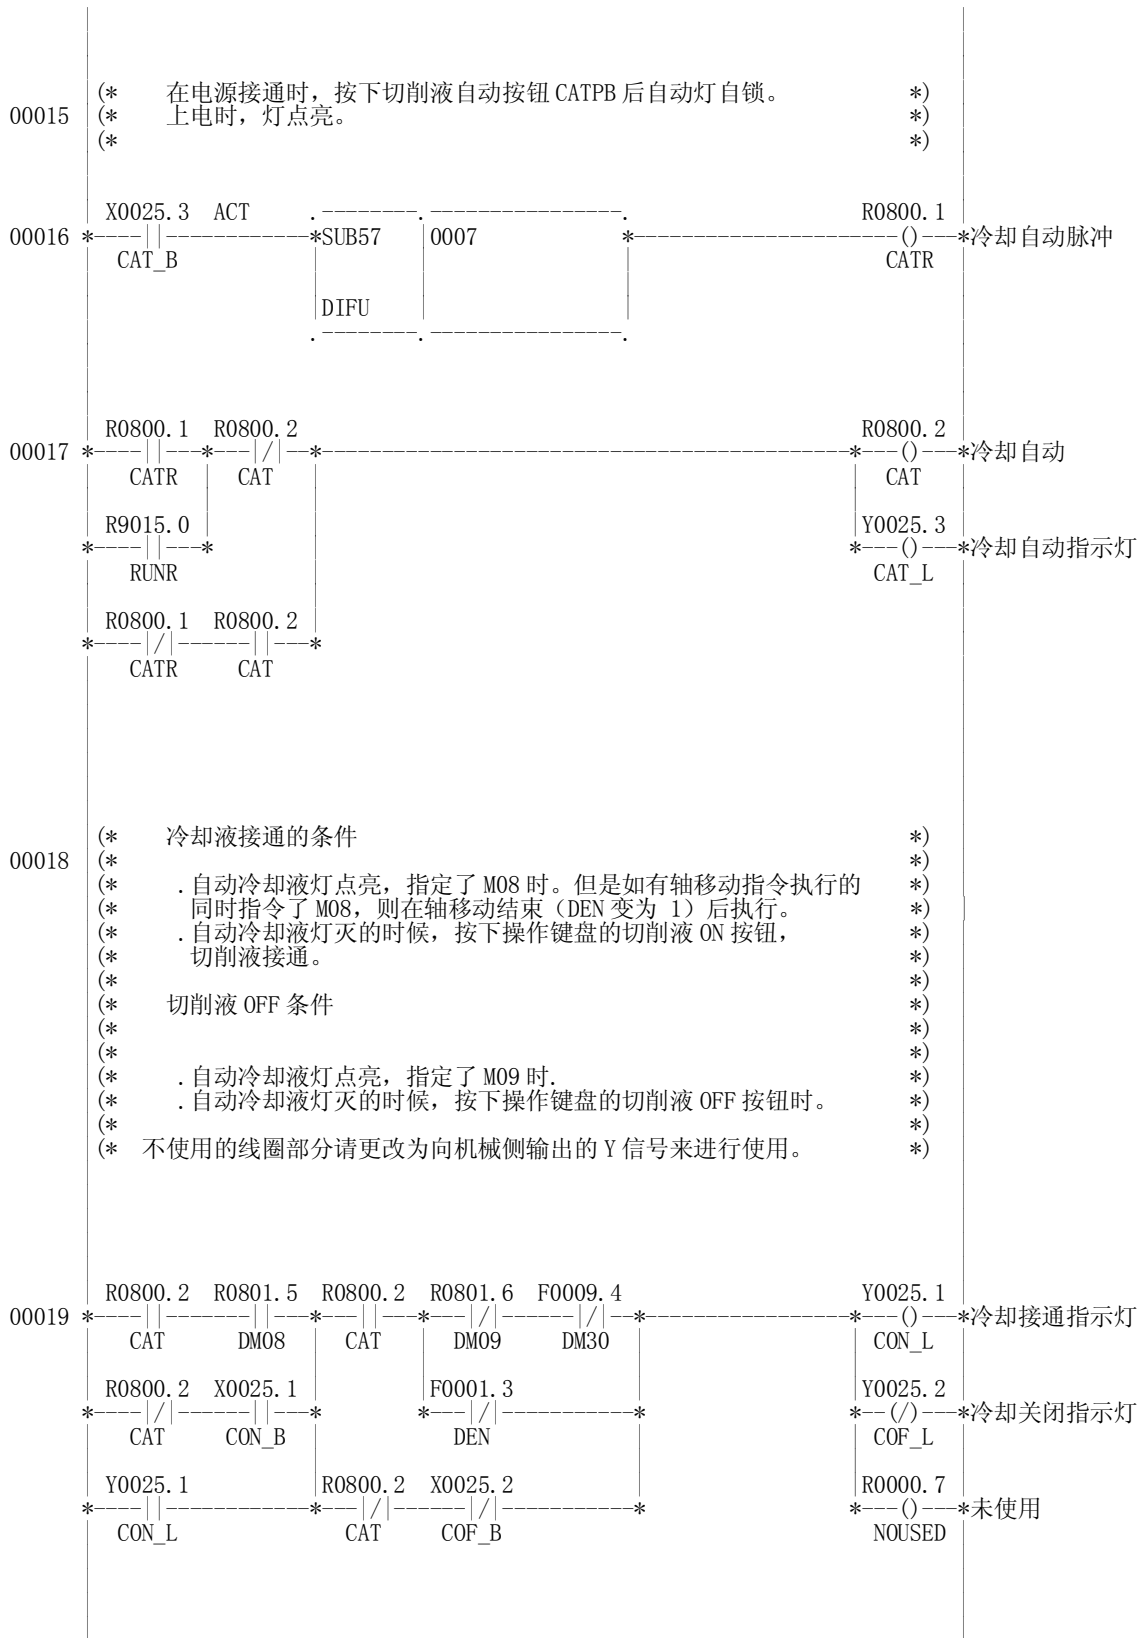 (* 在电源接通时，按下切削液自动按钮 CATPB 后自动灯自锁。 *)
00015 (* 上电时，灯点亮。 *)
(* *)
X0025.3 ACT .--------.----------------. R0800.1
00016 *----||------------*SUB57 |0007 *----------------------()---*冷却自动脉冲
CAT_B CATR
DIFU
.--------.----------------.
R0800.1 R0800.2 R0800.2
00017 *----||---*---|/|--*--------------------------------------------*---()---*冷却自动
CATR CAT CAT
R9015.0 Y0025.3
*----||---* *---()---*冷却自动指示灯
RUNR CAT_L
R0800.1 R0800.2
*----|/|------||---*
CATR CAT
(* 冷却液接通的条件 *)
00018 (* *)
(* .自动冷却液灯点亮，指定了 M08 时。但是如有轴移动指令执行的 *)
(* 同时指令了 M08，则在轴移动结束（DEN 变为 1）后执行。 *)
(* .自动冷却液灯灭的时候，按下操作键盘的切削液 ON 按钮， *)
(* 切削液接通。 *)
(* *)
(* 切削液 OFF 条件 *)
(* *)
(* *)
(* .自动冷却液灯点亮，指定了 M09 时. *)
(* .自动冷却液灯灭的时候，按下操作键盘的切削液 OFF 按钮时。 *)
(* *)
(* 不使用的线圈部分请更改为向机械侧输出的 Y 信号来进行使用。 *)
R0800.2 R0801.5 R0800.2 R0801.6 F0009.4 Y0025.1
00019 *----||-------||---*---||---*---|/|------|/|--*-----------------*---()---*冷却接通指示灯
CAT DM08 CAT DM09 DM30 CON_L
R0800.2 X0025.1 F0001.3 Y0025.2
*----|/|------||---* *---|/|-----------* *--(/)---*冷却关闭指示灯
CAT CON_B DEN COF_L
Y0025.1 R0800.2 X0025.2 R0000.7
*----||------------*---|/|------|/|-----------* *---()---*未使用
CON_L CAT COF_B NOUSED